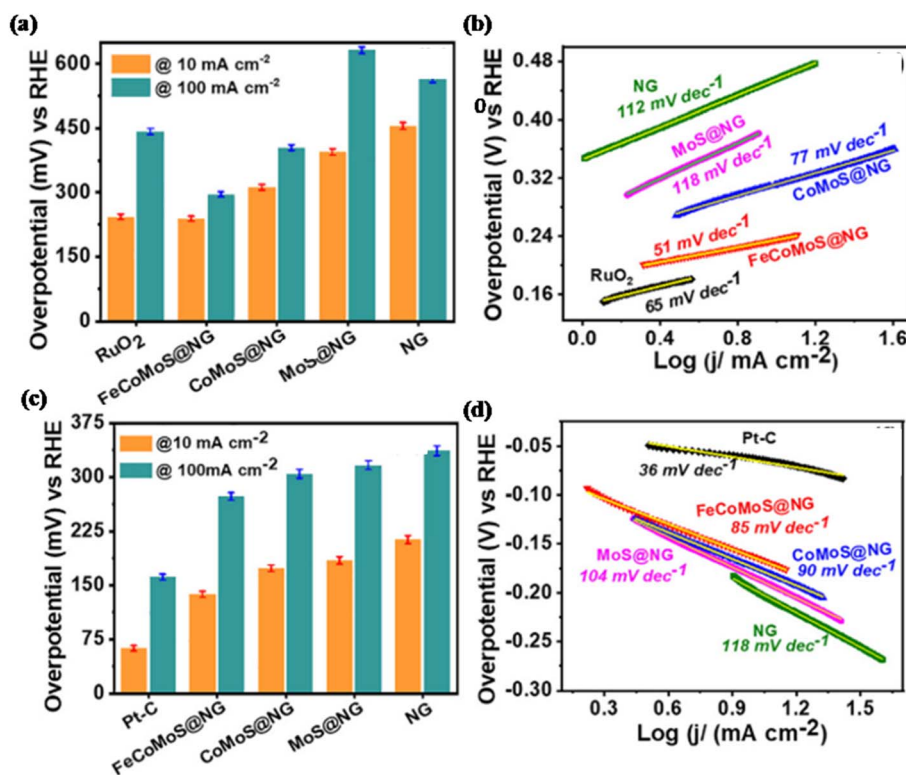 (a)
Overpotential (mV) vs RHE
600
450
300
150
0
@ 10 mA cm-2
@ 100 mA cm-2
RuO2
FeCoMoS@NG
CoMoS@NG
MoS@NG
NG
(b)
Overpotential (V) vs RHE
0
0.48
0.40
0.32
0.24
0.16
NG
112 mV dec-1
MoS@NG
118 mV dec-1
77 mV dec-1
CoMoS@NG
51 mV dec-1
FeCoMoS@NG
RuO2
65 mV dec-1
0.0
0.4
0.8
1.2
1.6
Log (j/ mA cm-2)
(c)
Overpotential (mV) vs RHE
375
300
225
150
75
0
@10 mA cm-2
@ 100mA cm-2
Pt-C
FeCoMoS@NG
CoMoS@NG
MoS@NG
NG
(d)
Overpotential (V) vs RHE
-0.05
-0.10
-0.15
-0.20
-0.25
-0.30
Pt-C
36 mV dec-1
FeCoMoS@NG
85 mV dec-1
MoS@NG
104 mV dec-1
CoMoS@NG
90 mV dec-1
NG
118 mV dec-1
0.3
0.6
0.9
1.2
1.5
Log (j/ (mA cm-2)